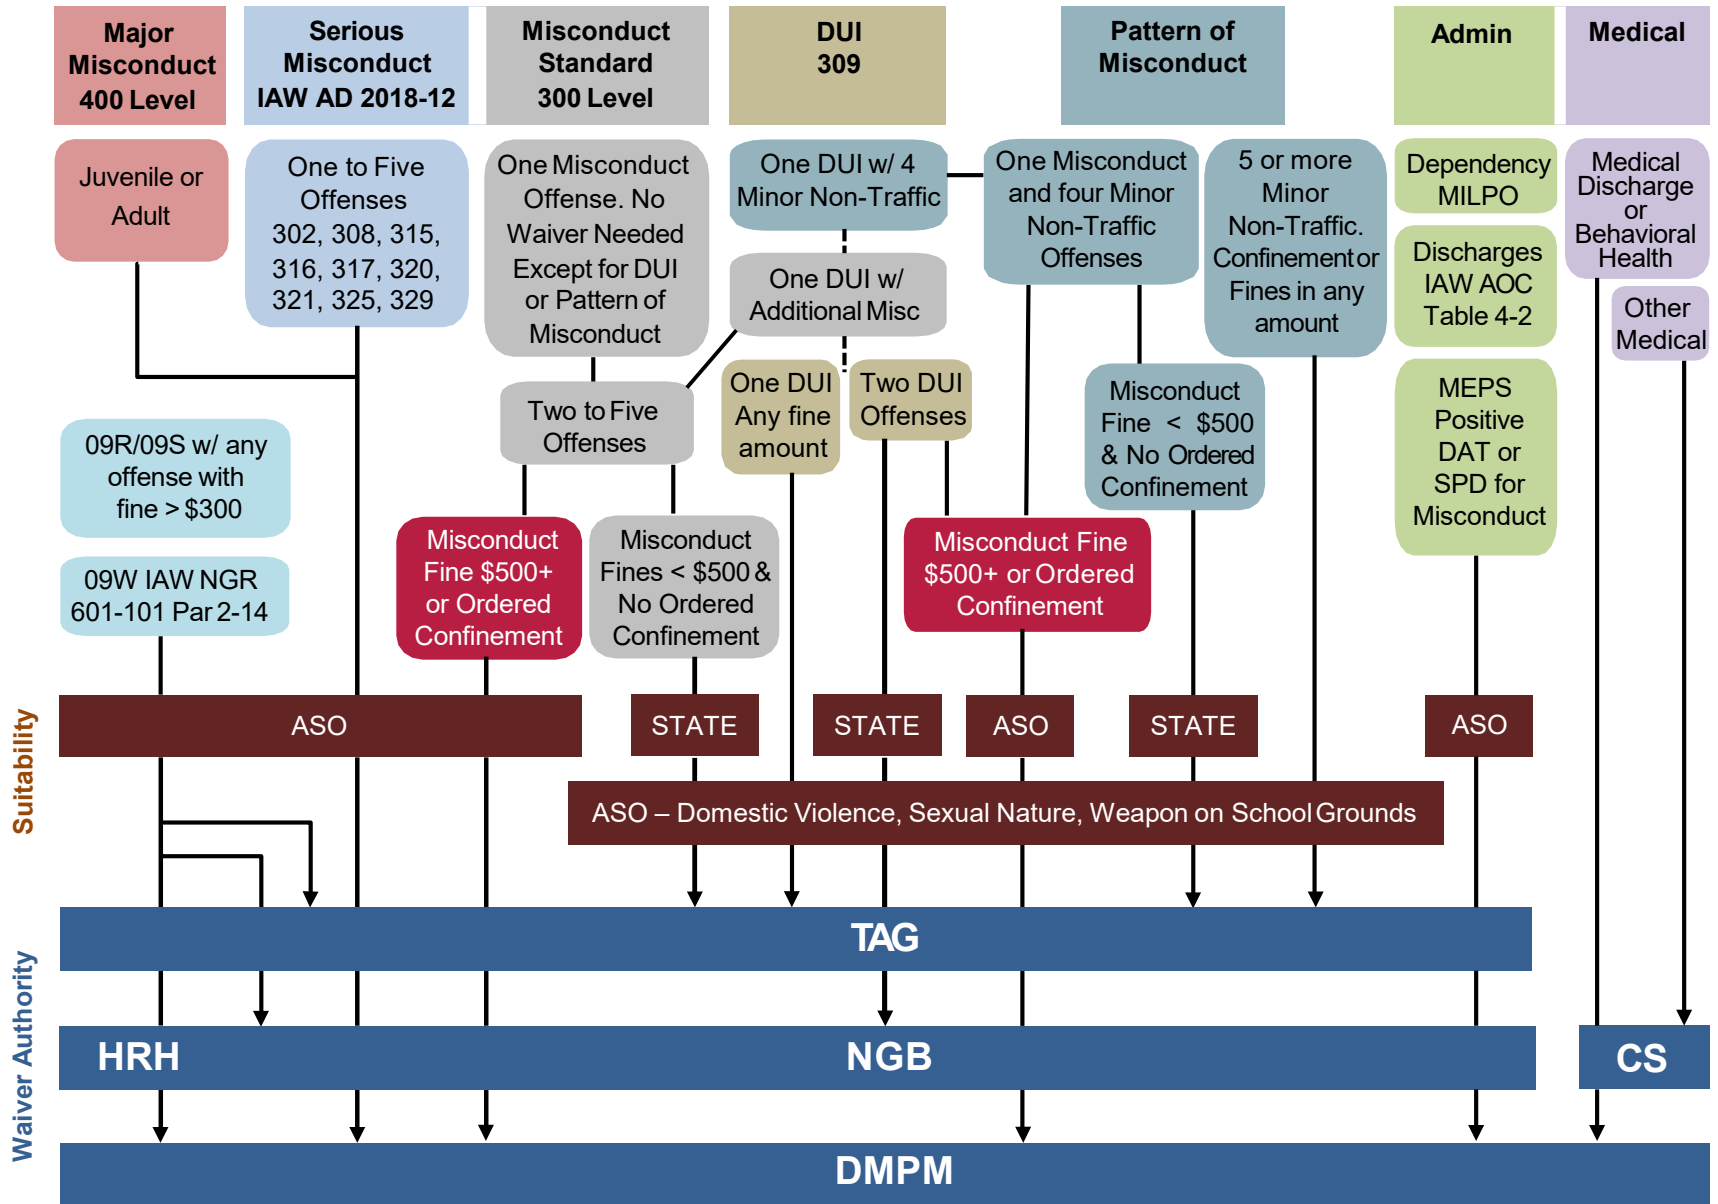 Major
Misconduct
400 Level
Serious
Misconduct
IAW AD 2018-12
Misconduct
Standard
300 Level
DUI
309
Pattern of
Misconduct
Admin
Medical
Juvenile or
Adult
One to Five
Offenses
302, 308, 315,
316, 317, 320,
321, 325, 329
One Misconduct
Offense. No
Waiver Needed
Except for DUI
or Pattern of
Misconduct
One DUI w/ 4
Minor Non-Traffic
One Misconduct
and four Minor
Non-Traffic
Offenses
5 or more
Minor
Non-Traffic.
Confinement or
Fines in any
amount
Dependency
MILPO
Medical
Discharge
or
Behavioral
Health
Discharges
IAW AOC
Table 4-2
One DUI w/
Additional Misc
Other
Medical
One DUI
Any fine
amount
Two DUI
Offenses
Misconduct
Fine < $500
& No Ordered
Confinement
MEPS
Positive
DAT or
SPD for
Misconduct
Two to Five
Offenses
09R/09S w/ any
offense with
fine > $300
Misconduct
Fine $500+
or Ordered
Confinement
Misconduct
Fines < $500 &
No Ordered
Confinement
Misconduct Fine
$500+ or Ordered
Confinement
09W IAW NGR
601-101 Par 2-14
Suitability
ASO
STATE
STATE
ASO
STATE
ASO
ASO – Domestic Violence, Sexual Nature, Weapon on School Grounds
Waiver Authority
TAG
HRH
NGB
CS
DMPM